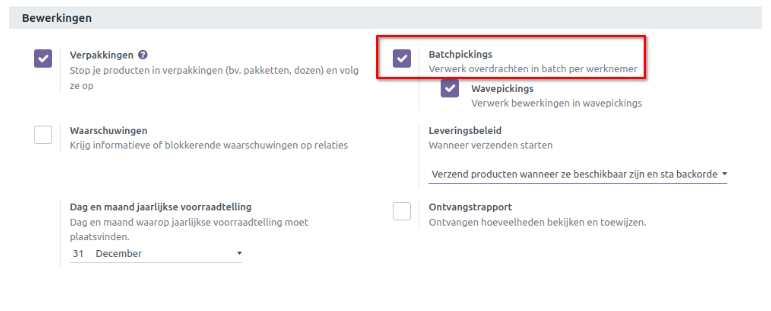 Bewerkingen
Verpakkingen ?
Stop je producten in verpakkingen (bv. pakketten, dozen) en volg
ze op
Batchpickings
Verwerk overdrachten in batch per werknemer
Wavepickings
Verwerk bewerkingen in wavepickings
Waarschuwingen
Krijg informatieve of blokkerende waarschuwingen op relaties
Leveringsbeleid
Wanneer verzenden starten
Verzend producten wanneer ze beschikbaar zijn en sta backorde
Dag en maand jaarlijkse voorraadtelling
Dag en maand waarop jaarlijkse voorraadtelling moet
plaatsvinden.
31 December
Ontvangstrapport
Ontvangen hoeveelheden bekijken en toewijzen.